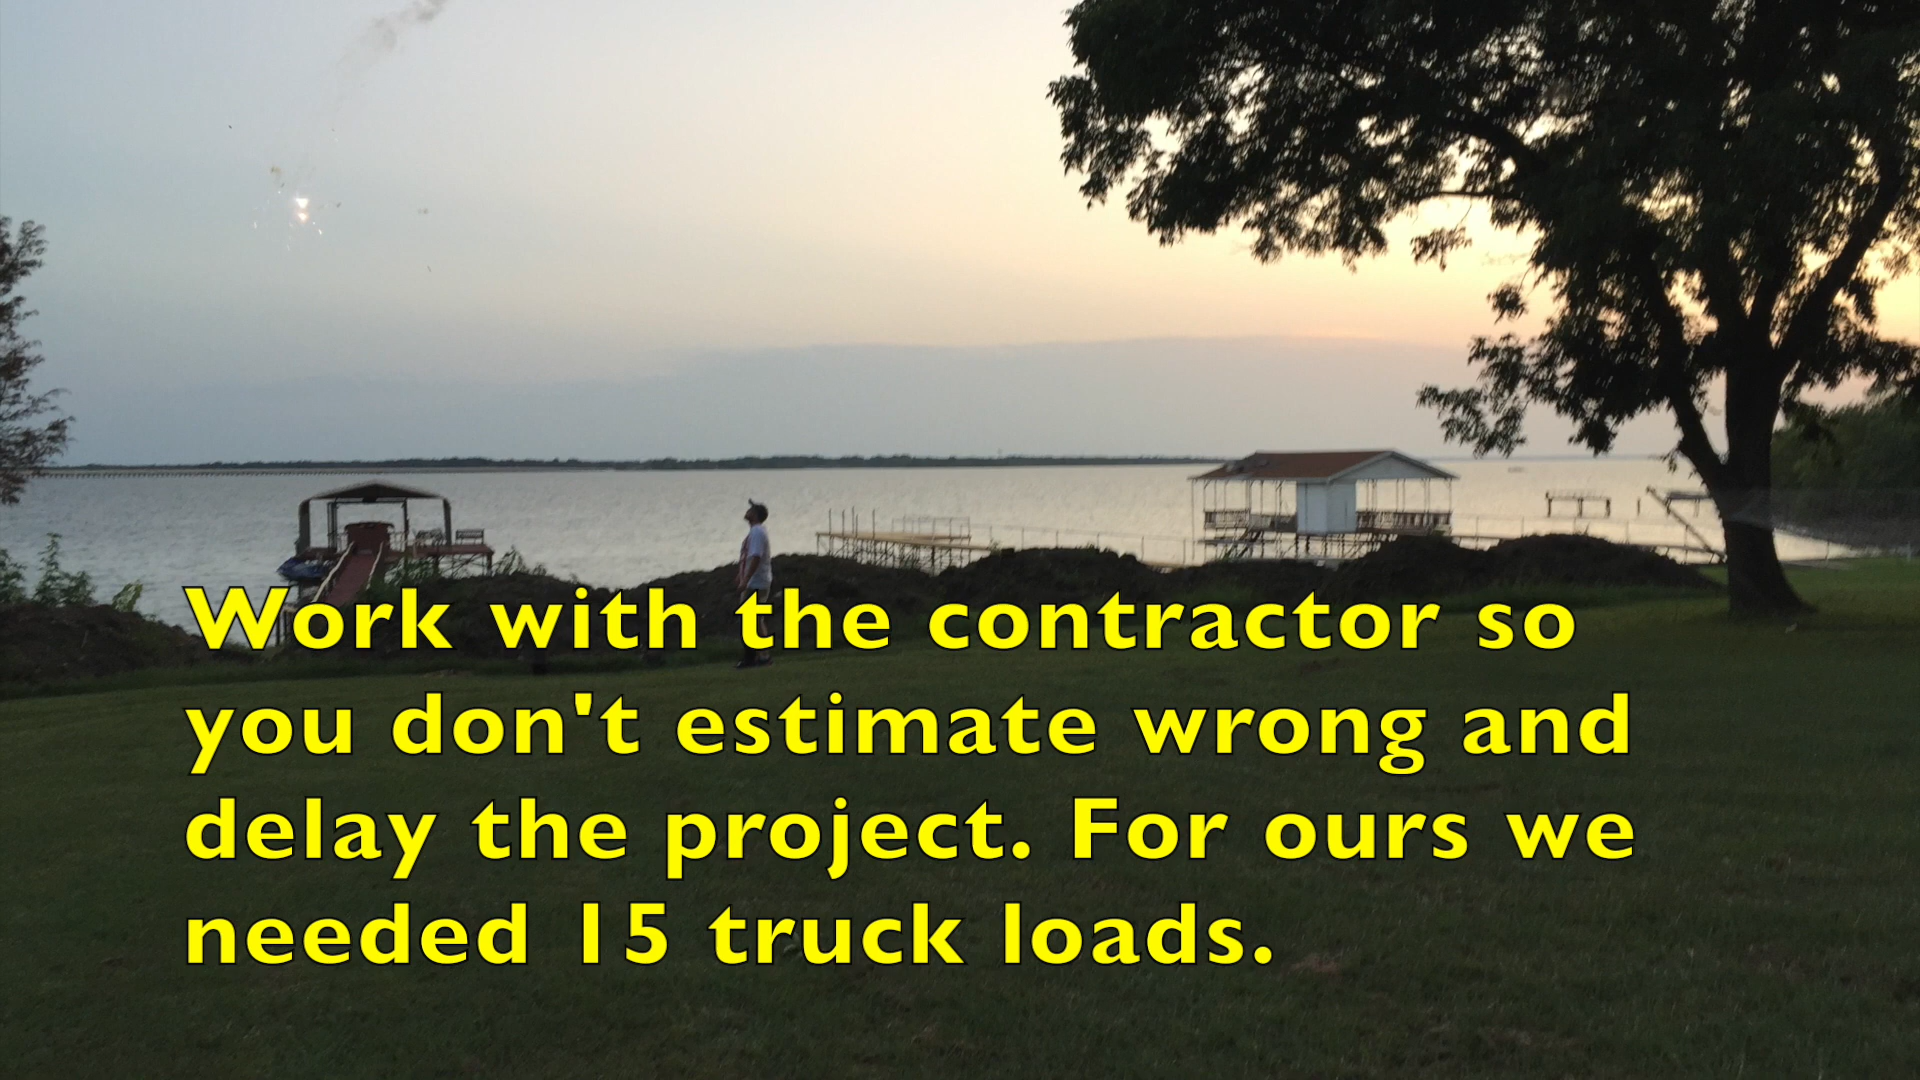 Work with the contractor so
you don't estimate wrong and
delay the project. For ours we
needed 15 truck loads.